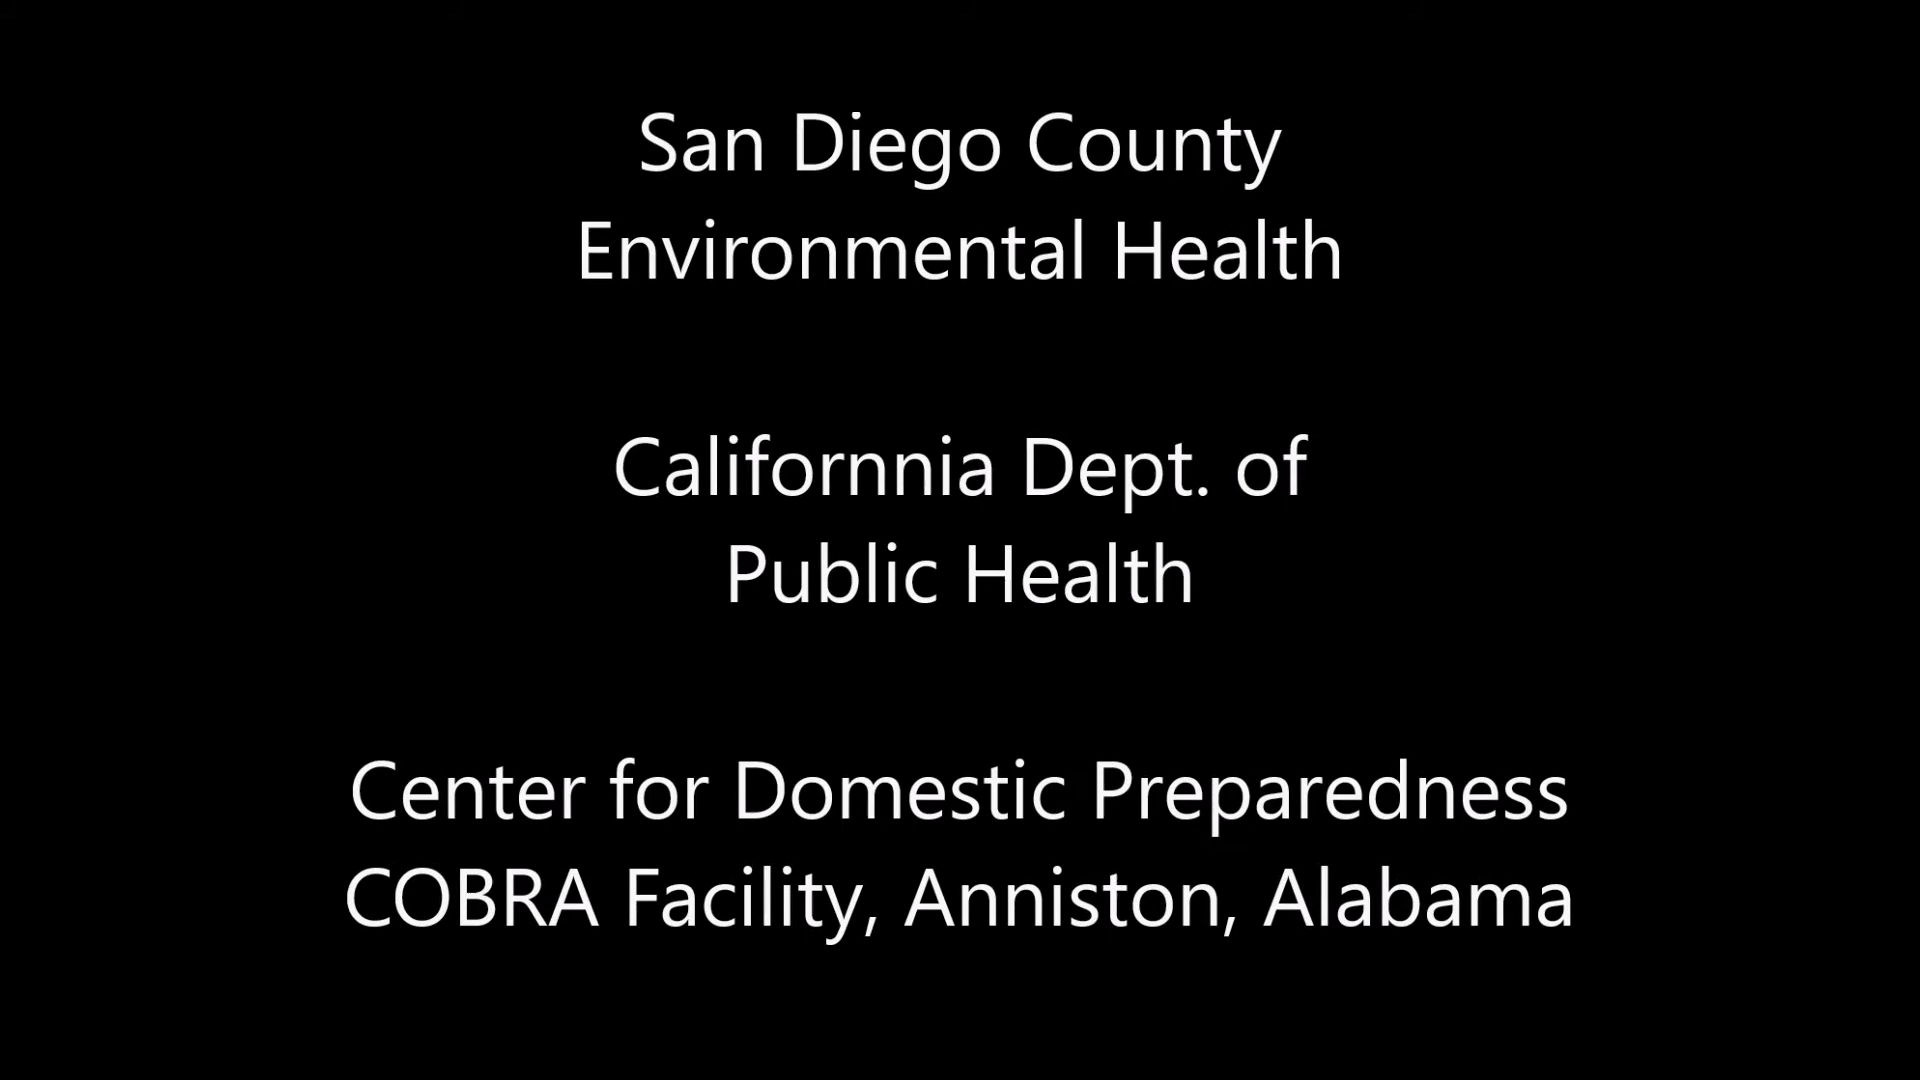 San Diego County
Environmental Health
Californnia Dept. of
Public Health
Center for Domestic Preparedness
COBRA Facility, Anniston, Alabama